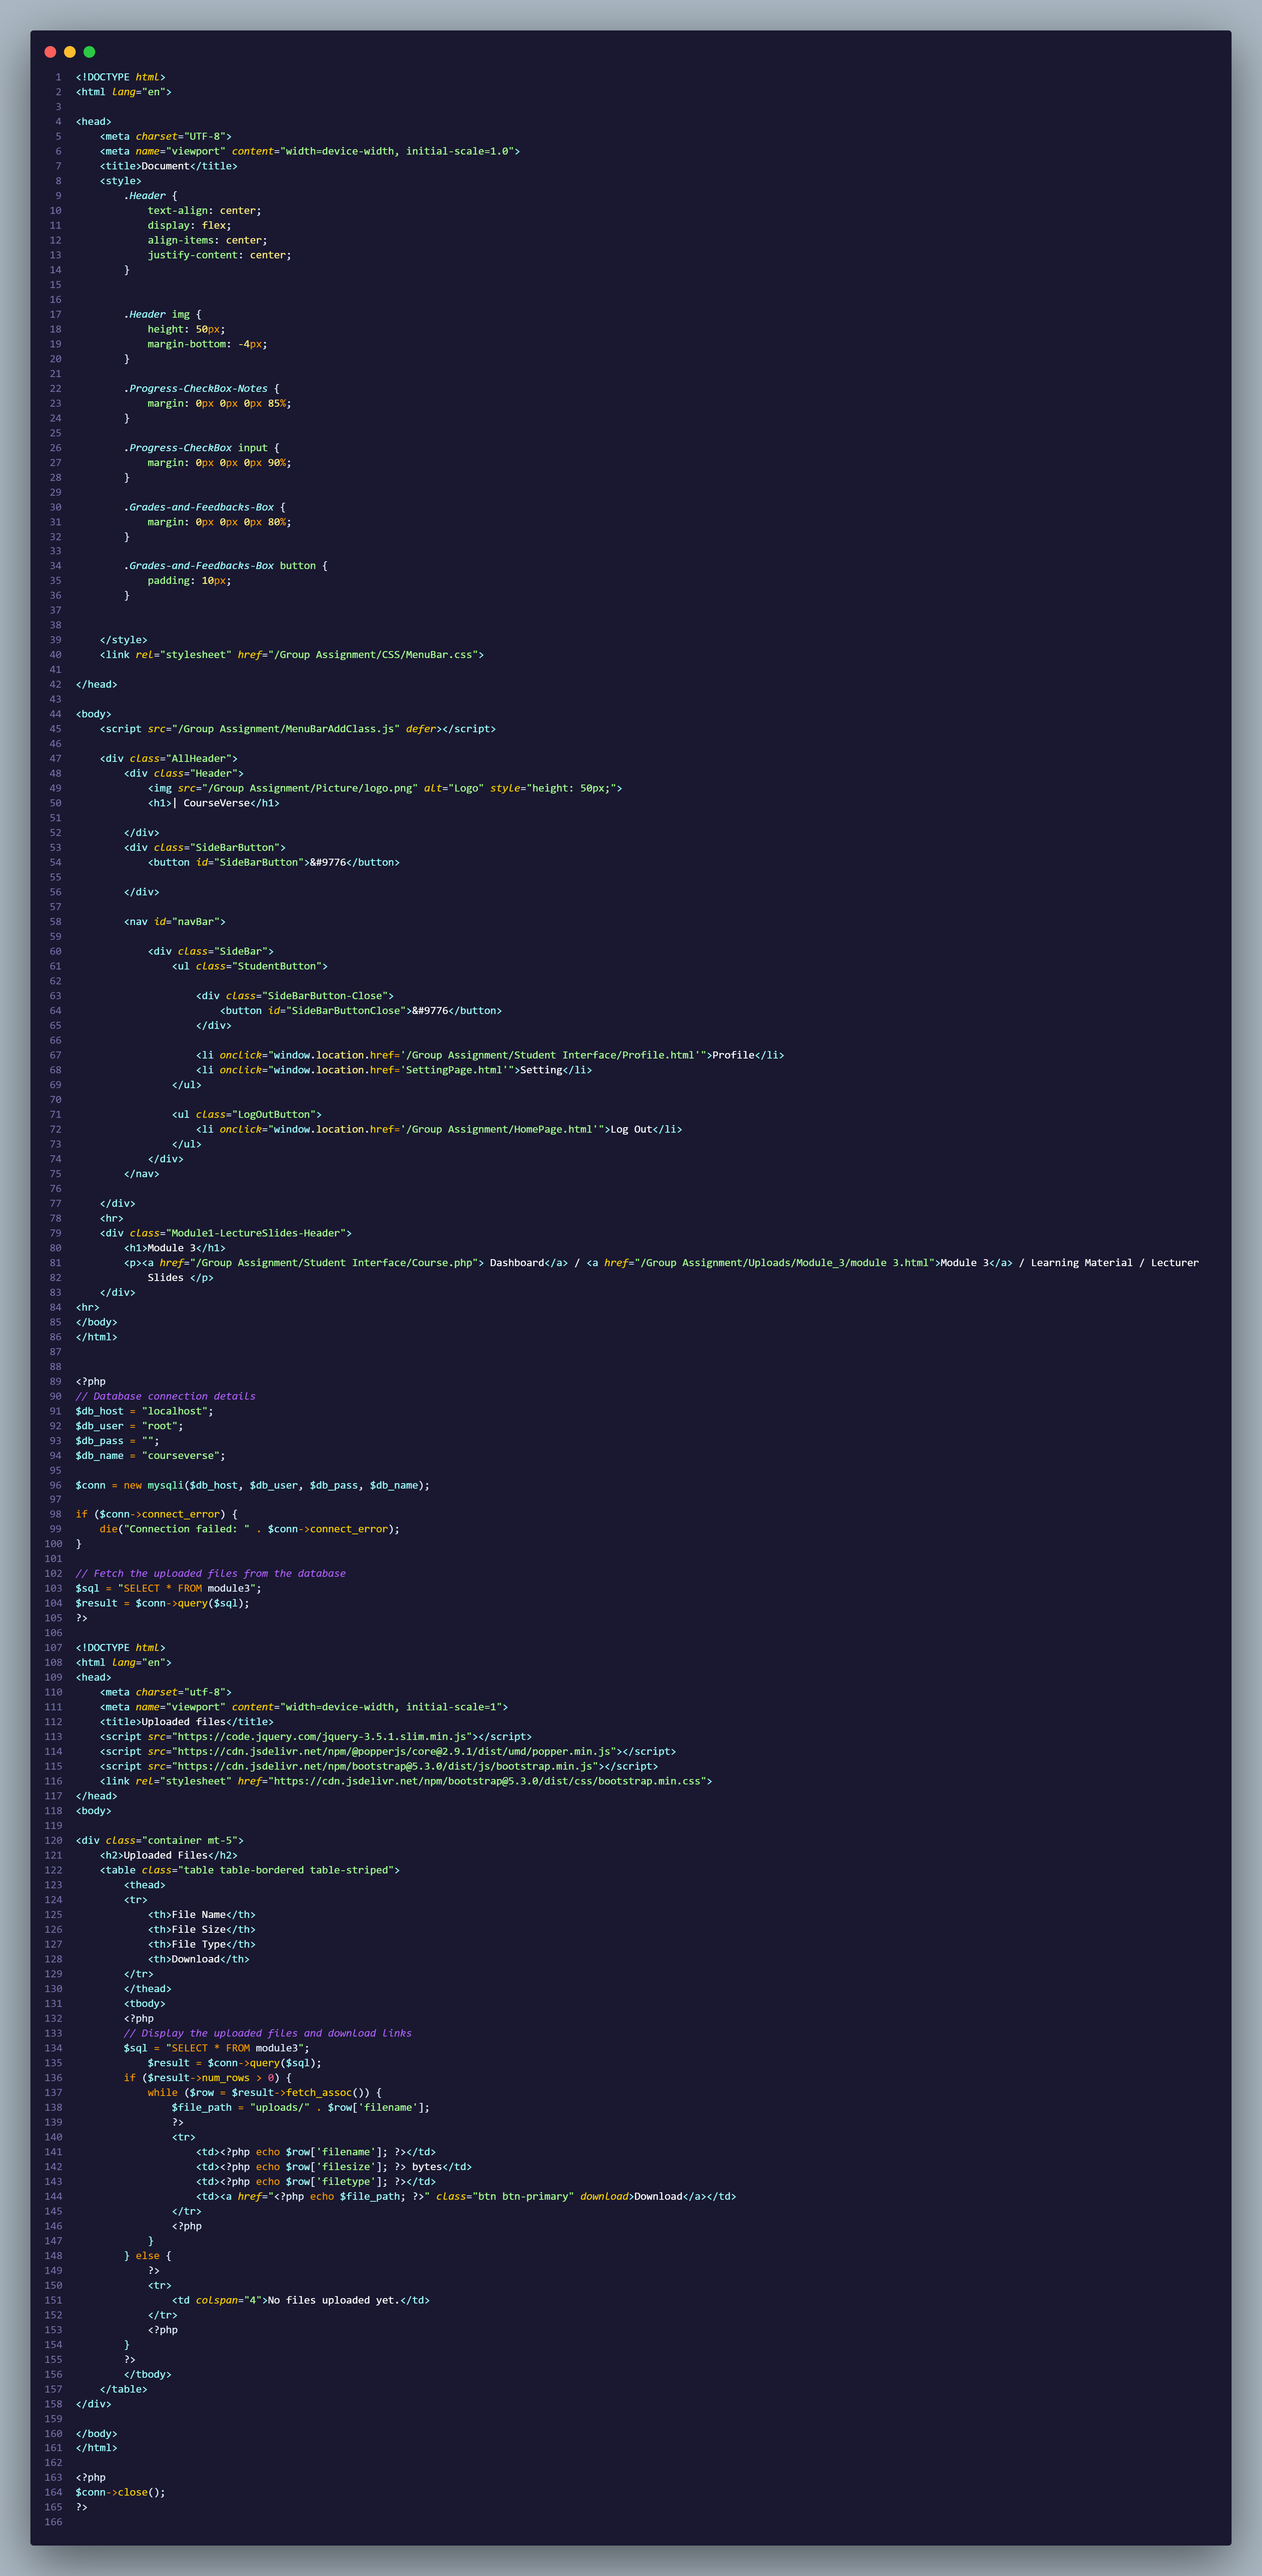 1 <!DOCTYPE html>
2 <html lang="en">
3
4 <head>
5     <meta charset="UTF-8">
6     <meta name="viewport" content="width=device-width, initial-scale=1.0">
7     <title>Document</title>
8     <style>
9         .Header {
10             text-align: center;
11             display: flex;
12             align-items: center;
13             justify-content: center;
14         }
15
16
17         .Header img {
18             height: 50px;
19             margin-bottom: -4px;
20         }
21
22         .Progress-CheckBox-Notes {
23             margin: 0px 0px 0px 85%;
24         }
25
26         .Progress-CheckBox input {
27             margin: 0px 0px 0px 90%;
28         }
29
30         .Grades-and-Feedbacks-Box {
31             margin: 0px 0px 0px 80%;
32         }
33
34         .Grades-and-Feedbacks-Box button {
35             padding: 10px;
36         }
37
38
39     </style>
40     <link rel="stylesheet" href="/Group Assignment/CSS/MenuBar.css">
41
42 </head>
43
44 <body>
45     <script src="/Group Assignment/MenuBarAddClass.js" defer></script>
46
47     <div class="AllHeader">
48         <div class="Header">
49             <img src="/Group Assignment/Picture/logo.png" alt="Logo" style="height: 50px;">
50             <h1>| CourseVerse</h1>
51
52         </div>
53         <div class="SideBarButton">
54             <button id="SideBarButton">&#9776</button>
55
56         </div>
57
58         <nav id="navBar">
59
60             <div class="SideBar">
61                 <ul class="StudentButton">
62
63                     <div class="SideBarButton-Close">
64                         <button id="SideBarButtonClose">&#9776</button>
65                     </div>
66
67                     <li onclick="window.location.href='/Group Assignment/Student Interface/Profile.html'">Profile</li>
68                     <li onclick="window.location.href='SettingPage.html'">Setting</li>
69                 </ul>
70
71                 <ul class="LogOutButton">
72                     <li onclick="window.location.href='/Group Assignment/HomePage.html'">Log Out</li>
73                 </ul>
74             </div>
75         </nav>
76
77     </div>
78     <hr>
79     <div class="Module1-LectureSlides-Header">
80         <h1>Module 3</h1>
81         <p><a href="/Group Assignment/Student Interface/Course.php"> Dashboard</a> / <a href="/Group Assignment/Uploads/Module_3/module 3.html">Module 3</a> / Learning Material / Lecturer
82             Slides </p>
83     </div>
84 <hr>
85 </body>
86 </html>
87
88
89 <?php
90 // Database connection details
91 $db_host = "localhost";
92 $db_user = "root";
93 $db_pass = "";
94 $db_name = "courseverse";
95
96 $conn = new mysqli($db_host, $db_user, $db_pass, $db_name);
97
98 if ($conn->connect_error) {
99     die("Connection failed: " . $conn->connect_error);
100 }
101
102 // Fetch the uploaded files from the database
103 $sql = "SELECT * FROM module3";
104 $result = $conn->query($sql);
105 ?>
106
107 <!DOCTYPE html>
108 <html lang="en">
109 <head>
110     <meta charset="utf-8">
111     <meta name="viewport" content="width=device-width, initial-scale=1">
112     <title>Uploaded files</title>
113     <script src="https://code.jquery.com/jquery-3.5.1.slim.min.js"></script>
114     <script src="https://cdn.jsdelivr.net/npm/@popperjs/core@2.9.1/dist/umd/popper.min.js"></script>
115     <script src="https://cdn.jsdelivr.net/npm/bootstrap@5.3.0/dist/js/bootstrap.min.js"></script>
116     <link rel="stylesheet" href="https://cdn.jsdelivr.net/npm/bootstrap@5.3.0/dist/css/bootstrap.min.css">
117 </head>
118 <body>
119
120 <div class="container mt-5">
121     <h2>Uploaded Files</h2>
122     <table class="table table-bordered table-striped">
123         <thead>
124         <tr>
125             <th>File Name</th>
126             <th>File Size</th>
127             <th>File Type</th>
128             <th>Download</th>
129         </tr>
130         </thead>
131         <tbody>
132         <?php
133         // Display the uploaded files and download links
134         $sql = "SELECT * FROM module3";
135             $result = $conn->query($sql);
136         if ($result->num_rows > 0) {
137             while ($row = $result->fetch_assoc()) {
138                 $file_path = "uploads/" . $row['filename'];
139                 ?>
140                 <tr>
141                     <td><?php echo $row['filename']; ?></td>
142                     <td><?php echo $row['filesize']; ?> bytes</td>
143                     <td><?php echo $row['filetype']; ?></td>
144                     <td><a href="<?php echo $file_path; ?>" class="btn btn-primary" download>Download</a></td>
145                 </tr>
146                 <?php
147             }
148         } else {
149             ?>
150             <tr>
151                 <td colspan="4">No files uploaded yet.</td>
152             </tr>
153             <?php
154         }
155         ?>
156         </tbody>
157     </table>
158 </div>
159
160 </body>
161 </html>
162
163 <?php
164 $conn->close();
165 ?>
166